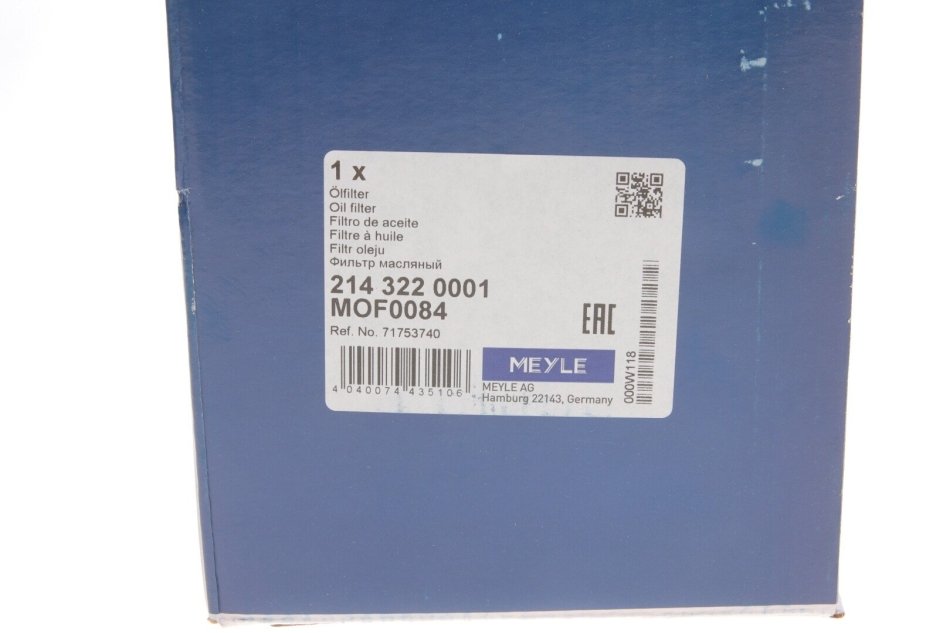 1 x
Ölfilter
Oil filter
Filtro de aceite
Filtre à huile
Filtr oleju
Фильтр масляный
214 322 0001
MOF0084
Ref. No. 71753740
4 040074 435106
EAC
MEYLE
MEYLE AG
Hamburg 22143, Germany
000W118